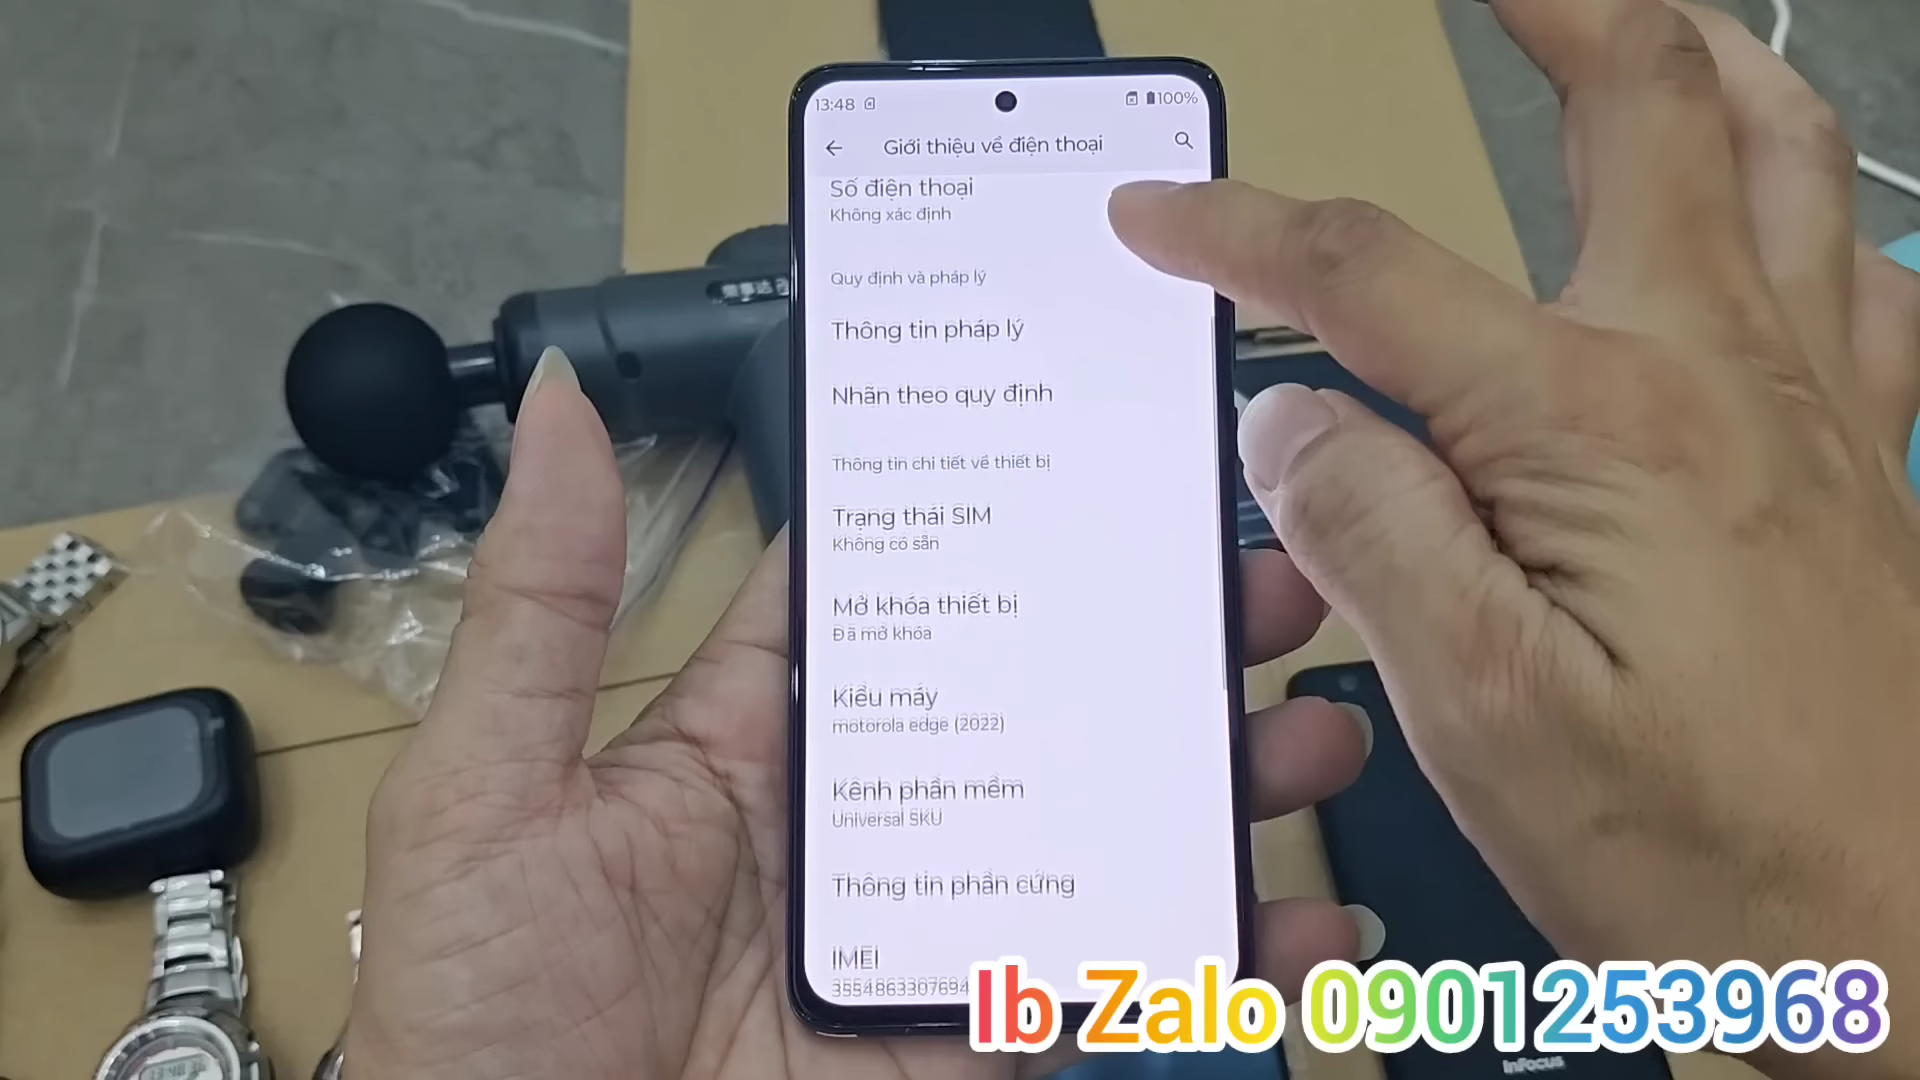 13:48
100%
Giới thiệu về điện thoại
Số điện thoại
Không xác định
Quy định và pháp lý
Thông tin pháp lý
Nhãn theo quy định
Thông tin chi tiết về thiết bị
Trạng thái SIM
Không có sẵn
Mở khóa thiết bị
Đã mở khóa
Kiểu máy
motorola edge (2022)
Kênh phần mềm
Universal SKU
Thông tin phần cứng
IMEI
3554863307694
Ib Zalo 0901253968
InFocus